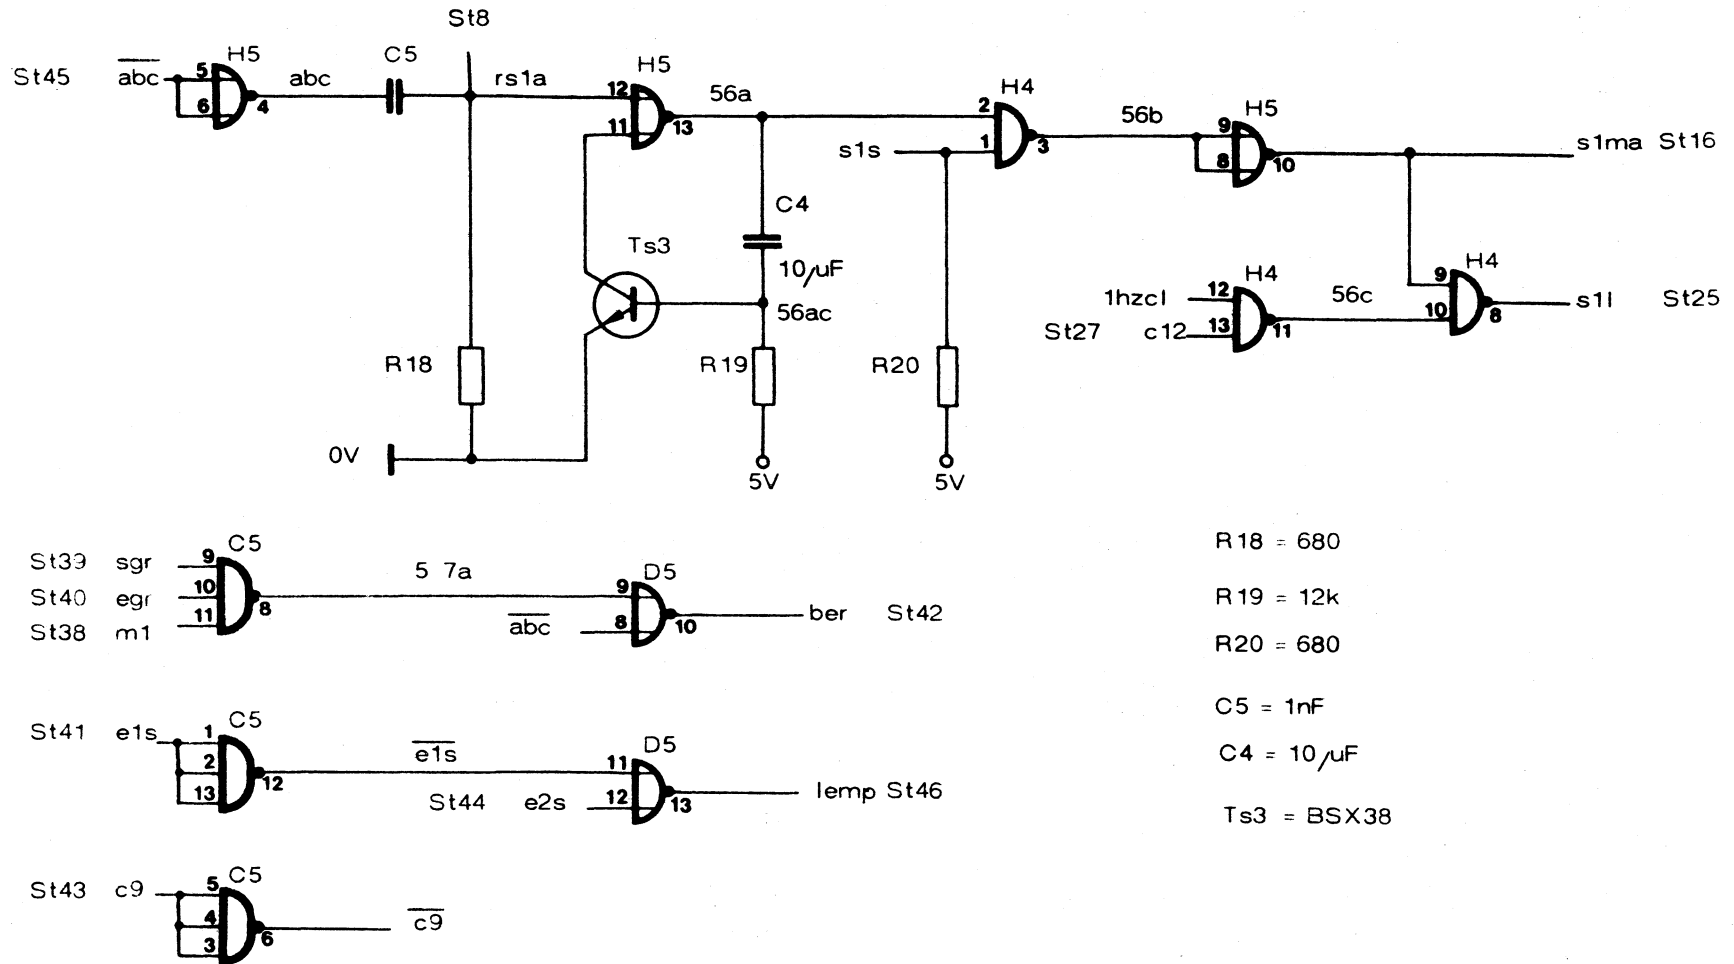 St8
St45 a̅b̅c̅ 5 6 H5 4 abc C5 rs1a 12 11 H5 13 56a 2 1 H4 3 56b 9 8 H5 10 s1ma St16
s1s
C4
10/uF
Ts3
56ac
1hzcl 12 H4 11 56c 9 10 H4 8 s1l St25
St27 c12 13
R18
R19
R20
0V
5V
5V
St39 sgr 9 C5
St40 egr 10 8 5 7a 9 D5
St38 m1 11 a̅b̅c̅ 8 10 ber St42
St41 e1s 1 C5
2 12 e̅1̅s̅ 11 D5
13 St44 e2s 12 13 lemp St46
St43 c9 5 C5
4 6 c̅9̅
3
R18 = 680
R19 = 12k
R20 = 680
C5 = 1nF
C4 = 10/uF
Ts3 = BSX38